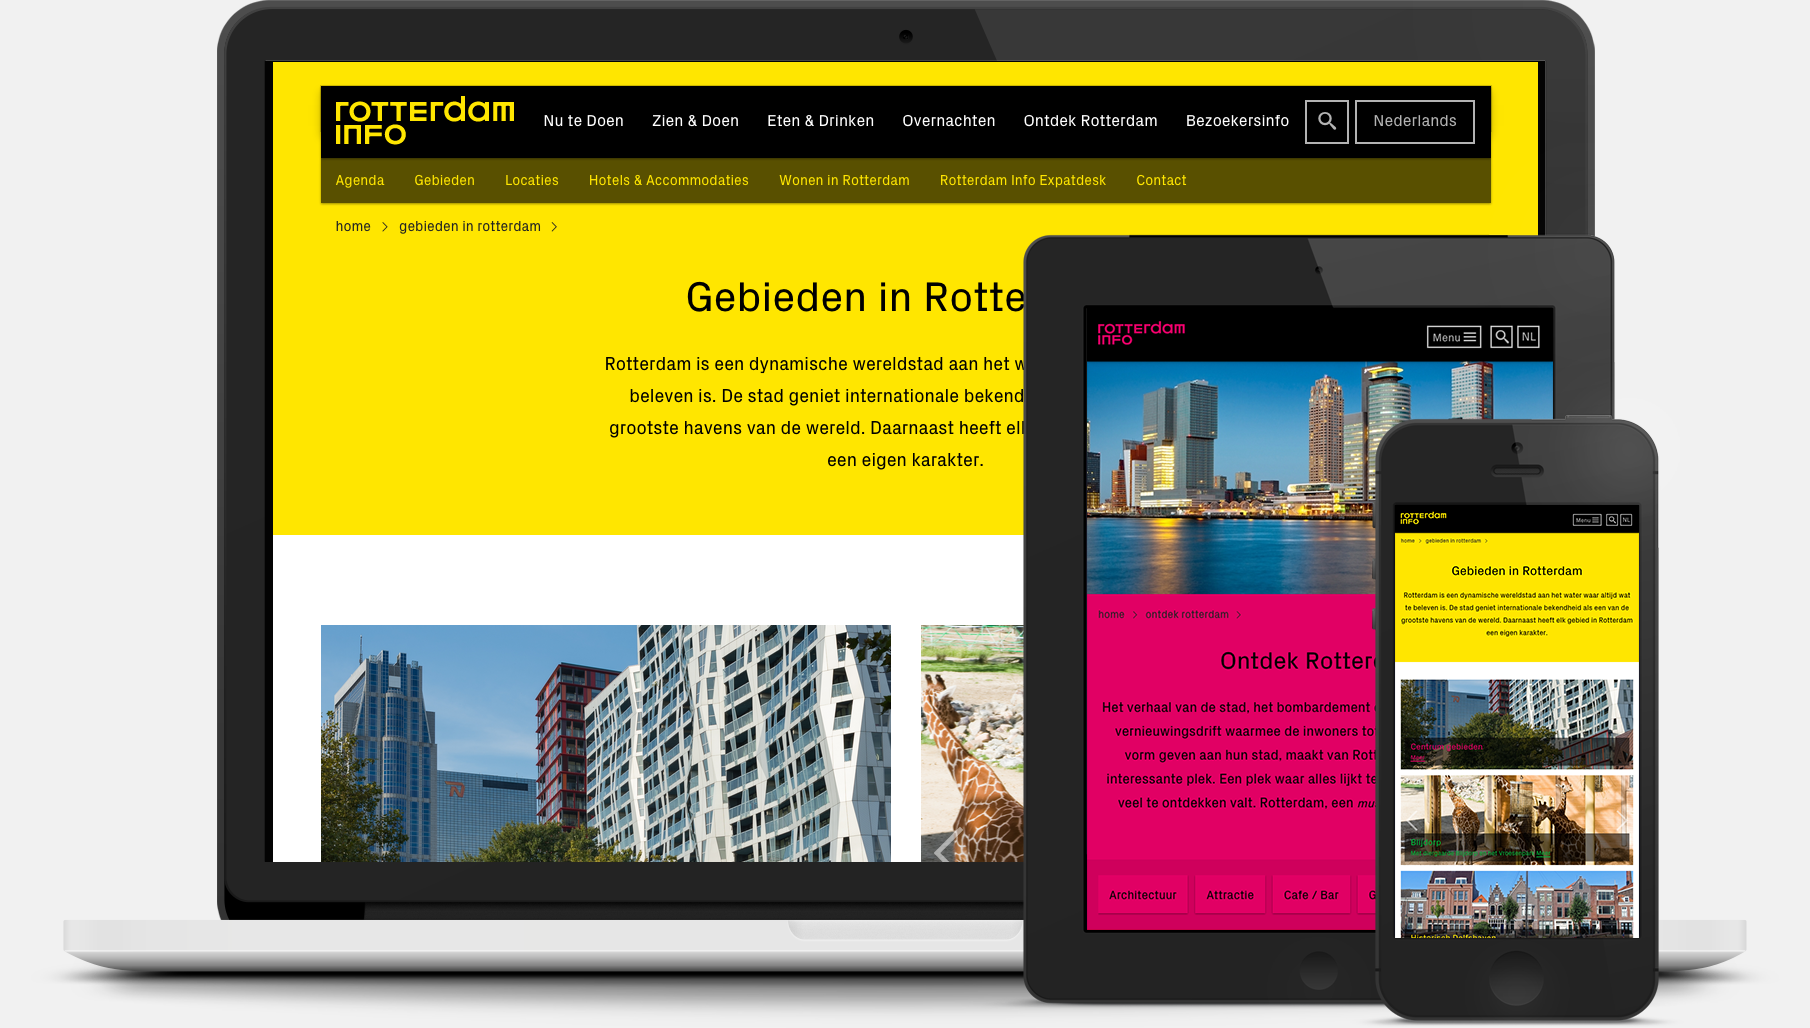 rotterdam
INFO
Nu te Doen
Zien & Doen
Eten & Drinken
Overnachten
Ontdek Rotterdam
Bezoekersinfo
Nederlands
Agenda
Gebieden
Locaties
Hotels & Accommodaties
Wonen in Rotterdam
Rotterdam Info Expatdesk
Contact
home > gebieden in rotterdam >
Gebieden in Rotte
Rotterdam is een dynamische wereldstad aan het w
beleven is. De stad geniet internationale bekend
grootste havens van de wereld. Daarnaast heeft el
een eigen karakter.
rotterdam
INFO
Menu
NL
home > ontdek rotterdam >
Ontdek Rotter
Het verhaal van de stad, het bombardement
vernieuwingsdrift waarmee de inwoners to
vorm geven aan hun stad, maakt van Rott
interessante plek. Een plek waar alles lijkt te
veel te ontdekken valt. Rotterdam, een mu
Architectuur
Attractie
Cafe / Bar
G
rotterdam
INFO
Menu
NL
home > gebieden in rotterdam >
Gebieden in Rotterdam
Rotterdam is een dynamische wereldstad aan het water waar altijd wat
te beleven is. De stad geniet internationale bekendheid als een van de
grootste havens van de wereld. Daarnaast heeft elk gebied in Rotterdam
een eigen karakter.
Centrum gebieden
Meer
Blijdorp
Historisch Delfshaven